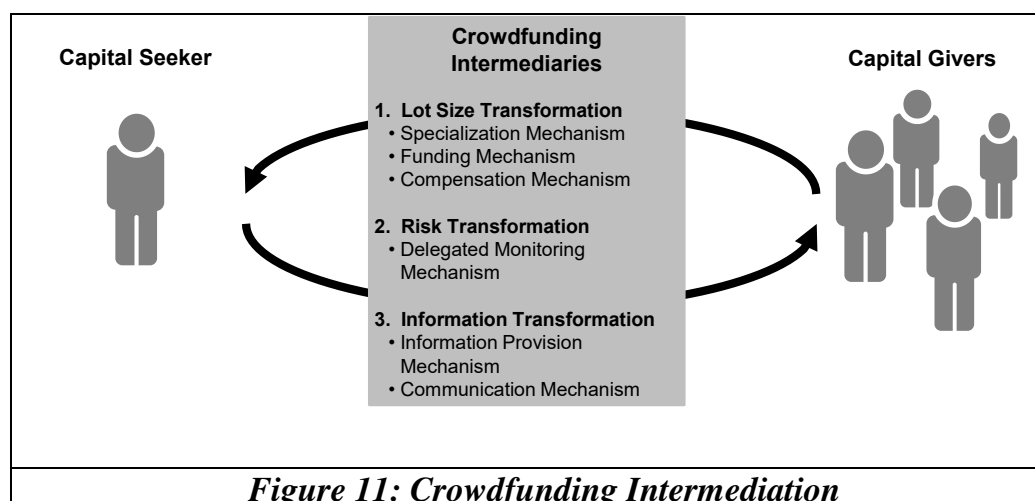 Capital Seeker
Crowdfunding
Intermediaries
1. Lot Size Transformation
• Specialization Mechanism
• Funding Mechanism
• Compensation Mechanism
2. Risk Transformation
• Delegated Monitoring
Mechanism
3. Information Transformation
• Information Provision
Mechanism
• Communication Mechanism
Capital Givers
Figure 11: Crowdfunding Intermediation